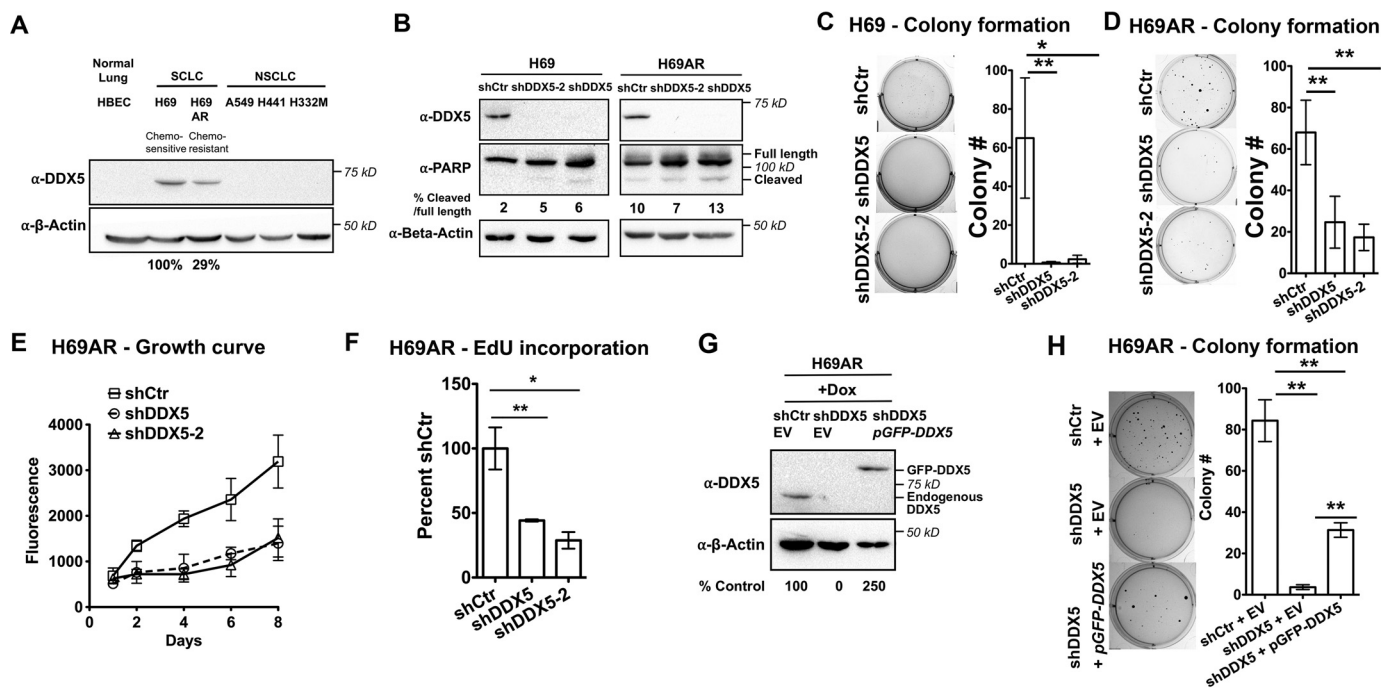 A
Normal
Lung
SCLC
NSCLC
HBEC
H69
H69
AR
A549 H441 H332M
Chemo-
sensitive
Chemo-
resistant
α-DDX5
75 kD
α-β-Actin
50 kD
100%
29%
B
H69
H69AR
shCtr shDDX5-2 shDDX5
shCtr shDDX5-2 shDDX5
75 kD
α-DDX5
α-PARP
Full length
100 kD
Cleaved
% Cleaved
/full length
2 5 6
10 7 13
α-Beta-Actin
50 kD
C
H69 - Colony formation
shCtr
shDDX5
shDDX5-2
Colony #
100
80
60
40
20
0
*
**
shCtr
shDDX5
shDDX5-2
D
H69AR - Colony formation
shCtr
shDDX5
shDDX5-2
Colony #
100
80
60
40
20
0
**
**
shCtr
shDDX5
shDDX5-2
E
H69AR - Growth curve
shCtr
shDDX5
shDDX5-2
Fluorescence
4000
3000
2000
1000
0
0 2 4 6 8
Days
F
H69AR - EdU incorporation
Percent shCtr
150
100
50
0
*
**
shCtr
shDDX5
shDDX5-2
G
H69AR
+Dox
shCtr shDDX5 shDDX5
EV EV pGFP-DDX5
α-DDX5
GFP-DDX5
75 kD
Endogenous
DDX5
α-β-Actin
50 kD
% Control 100 0 250
H
H69AR - Colony formation
shCtr
+ EV
shDDX5
+ EV
shDDX5
+ pGFP-DDX5
Colony #
100
80
60
40
20
0
**
**
**
shCtr + EV
shDDX5 + EV
shDDX5 + pGFP-DDX5